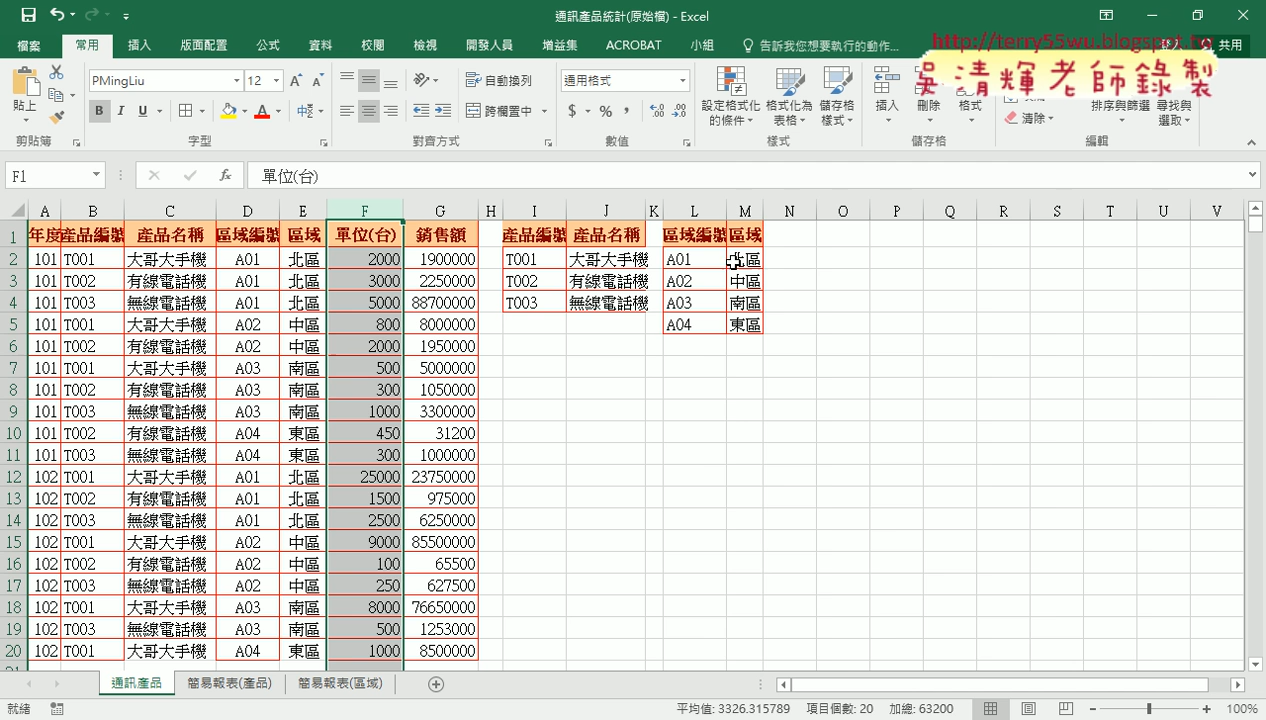 通訊產品統計(原始檔) - Excel
http://terry55wu.blogspot.tw
吳清輝老師錄製
檔案 常用 插入 版面配置 公式 資料 校閱 檢視 開發人員 增益集 ACROBAT 小組 告訴我您想要執行的動作... 共用
貼上 PMingLiu 12 自動換列 通用格式 設定格式化的條件 格式化為表格 儲存格樣式 插入 刪除 格式 清除 排序與篩選 尋找與選取
B I U 跨欄置中 $ % ,
剪貼簿 字型 對齊方式 數值 樣式 儲存格 編輯
F1 fx 單位(台)
A B C D E F G H I J K L M N O P Q R S T U V
1 年度 產品編號 產品名稱 區域編號 區域 單位(台) 銷售額 產品編號 產品名稱 區域編號 區域
2 101 T001 大哥大手機 A01 北區 2000 1900000 T001 大哥大手機 A01 北區
3 101 T002 有線電話機 A01 北區 3000 2250000 T002 有線電話機 A02 中區
4 101 T003 無線電話機 A01 北區 5000 88700000 T003 無線電話機 A03 南區
5 101 T001 大哥大手機 A02 中區 800 8000000 A04 東區
6 101 T002 有線電話機 A02 中區 2000 1950000
7 101 T001 大哥大手機 A03 南區 500 5000000
8 101 T002 有線電話機 A03 南區 300 1050000
9 101 T003 無線電話機 A03 南區 1000 3300000
10 101 T002 有線電話機 A04 東區 450 31200
11 101 T003 無線電話機 A04 東區 300 1000000
12 102 T001 大哥大手機 A01 北區 25000 23750000
13 102 T002 有線電話機 A01 北區 1500 975000
14 102 T003 無線電話機 A01 北區 2500 6250000
15 102 T001 大哥大手機 A02 中區 9000 85500000
16 102 T002 有線電話機 A02 中區 100 65500
17 102 T003 無線電話機 A02 中區 250 627500
18 102 T001 大哥大手機 A03 南區 8000 76650000
19 102 T003 無線電話機 A03 南區 500 1253000
20 102 T001 大哥大手機 A04 東區 1000 8500000
通訊產品 簡易報表(產品) 簡易報表(區域)
就緒 平均值: 3326.315789 項目個數: 20 加總: 63200 100%